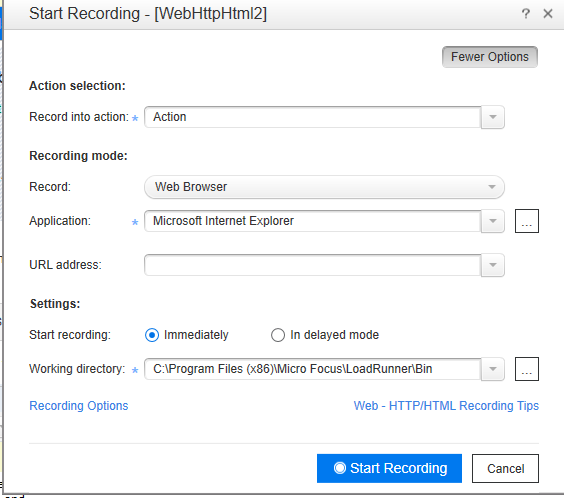 Start Recording - [WebHttpHtml2]
? ×
Fewer Options
Action selection:
Record into action: * Action
Recording mode:
Record: Web Browser
Application: * Microsoft Internet Explorer ...
URL address:
Settings:
Start recording: Immediately In delayed mode
Working directory: * C:\Program Files (x86)\Micro Focus\LoadRunner\Bin ...
Recording Options Web - HTTP/HTML Recording Tips
Start Recording Cancel